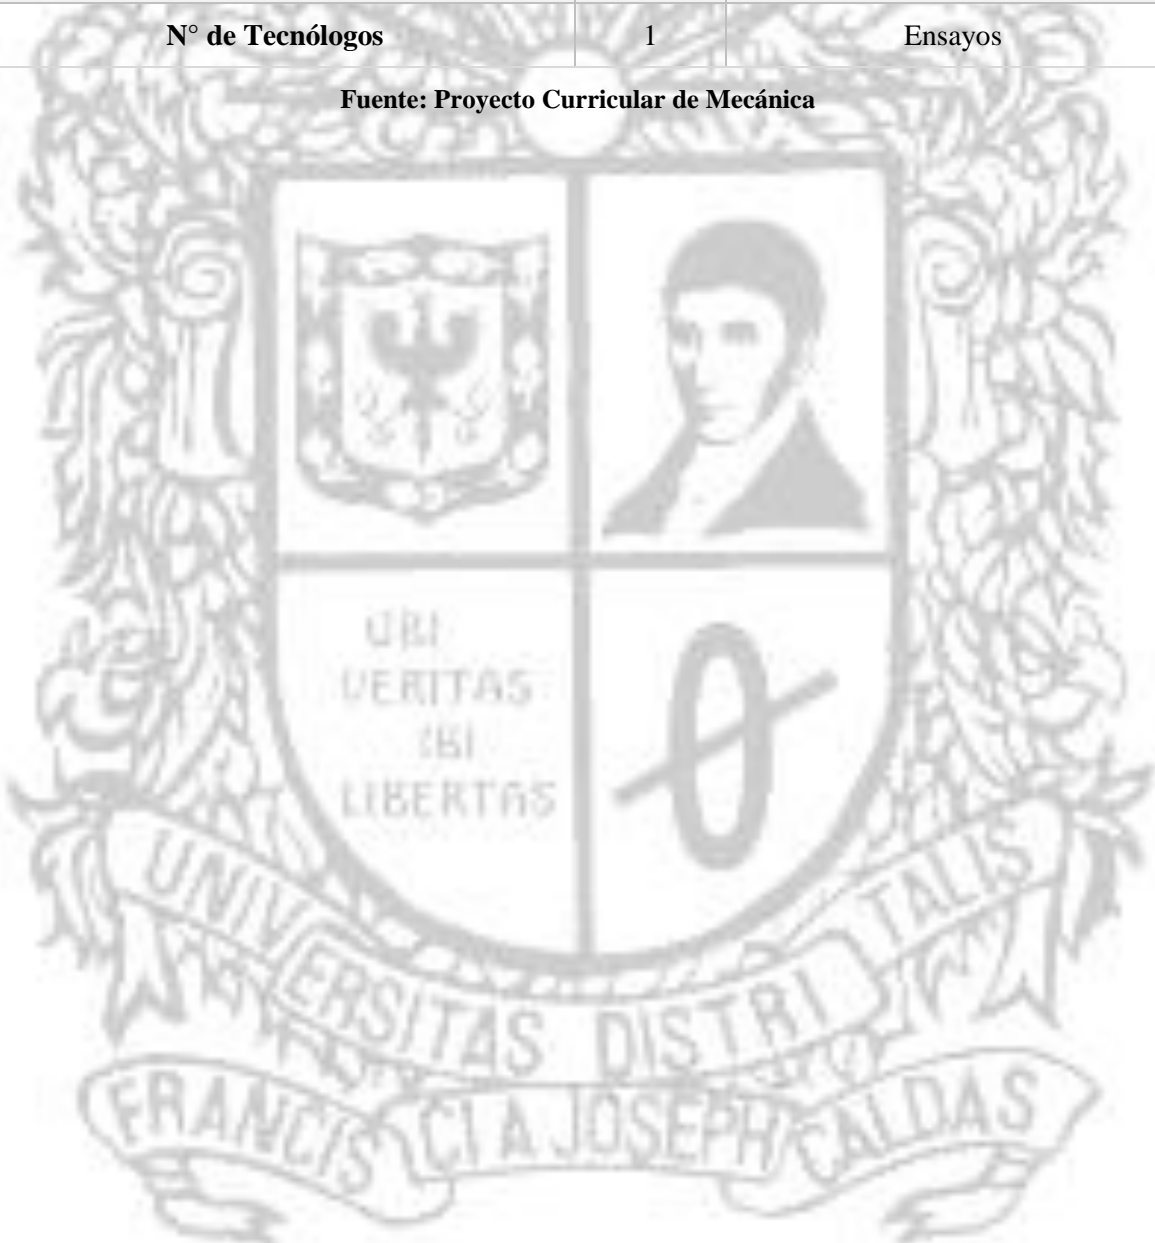 N° de Tecnólogos 1 Ensayos
Fuente: Proyecto Curricular de Mecánica
UBI
VERITAS
IBI
LIBERTAS
UNIVERSITAS DISTRITALIS
FRANCISCI A JOSEPH CALDAS